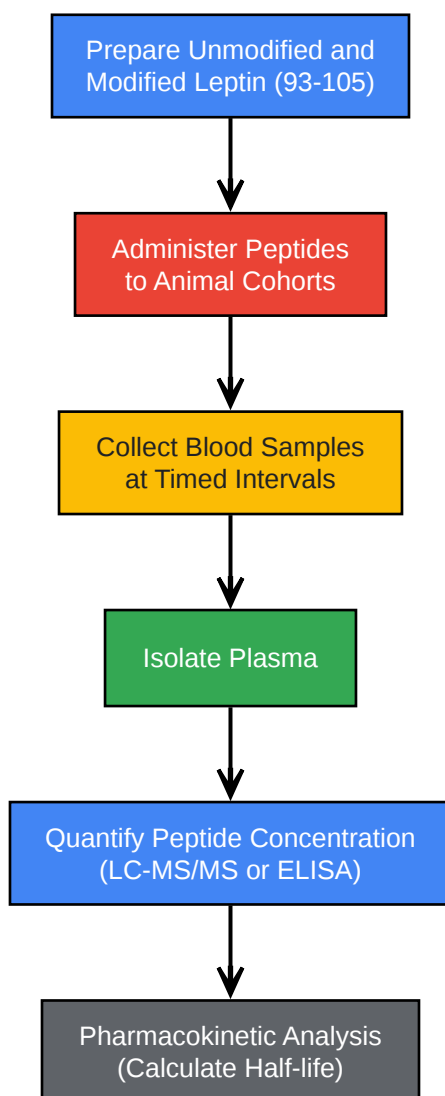 Prepare Unmodified and
Modified Leptin (93-105)
Administer Peptides
to Animal Cohorts
Collect Blood Samples
at Timed Intervals
Isolate Plasma
Quantify Peptide Concentration
(LC-MS/MS or ELISA)
Pharmacokinetic Analysis
(Calculate Half-life)